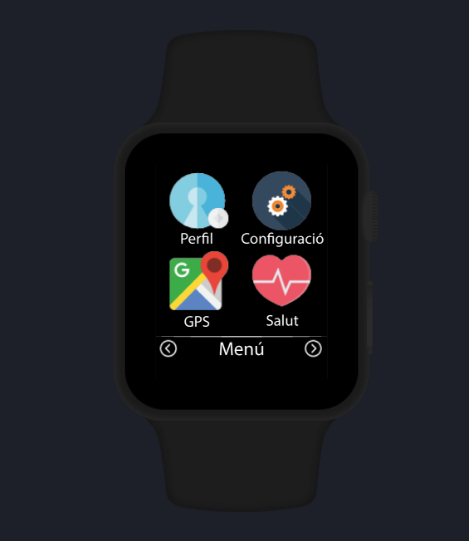 Perfil
Configuració
G
GPS
Salut
Menú